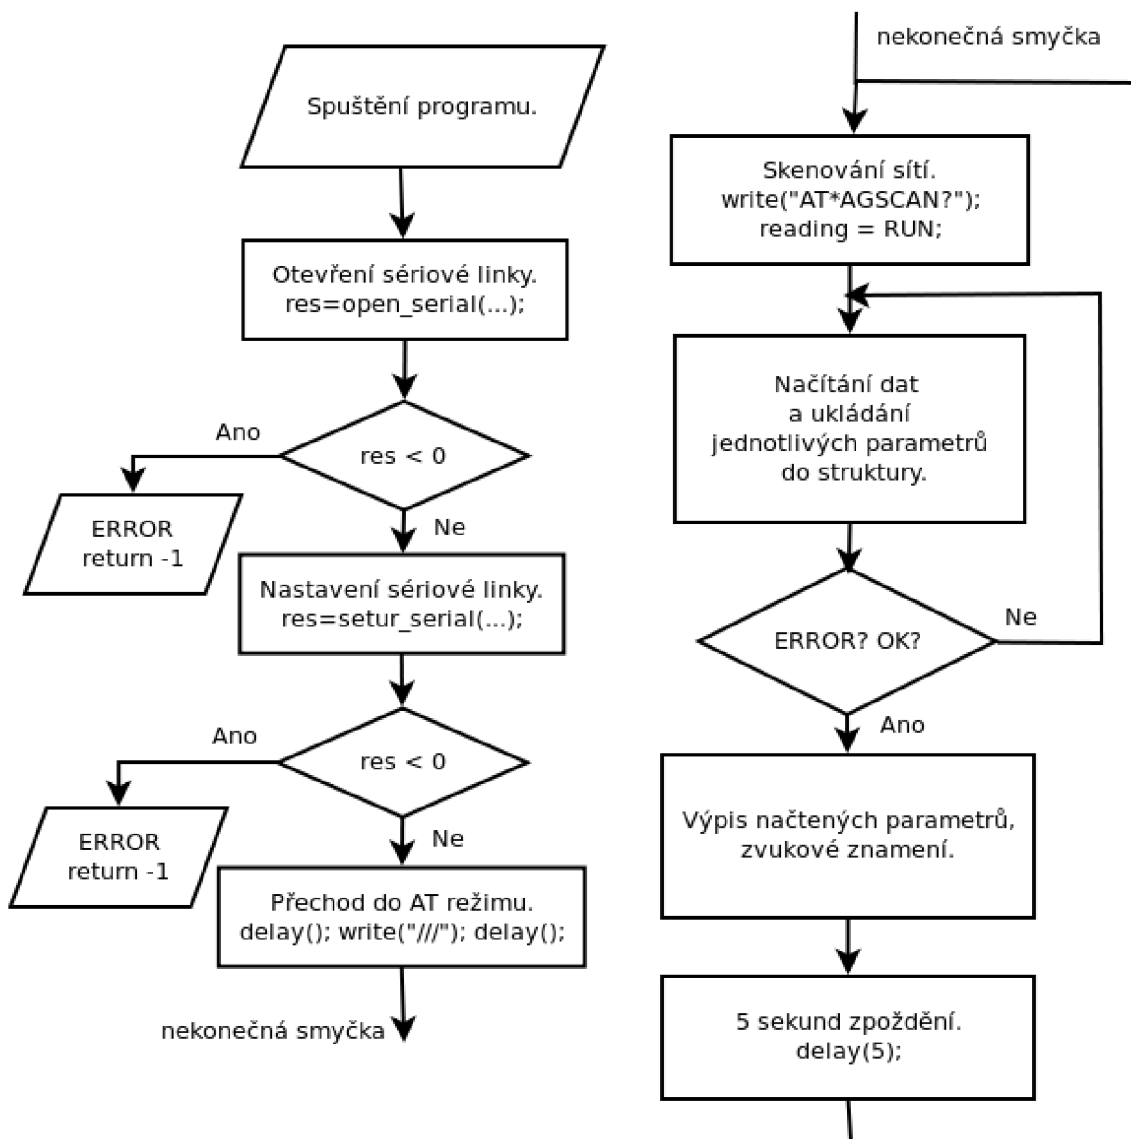 Spuštění programu.
Otevření sériové linky.
res=open_serial(...);
Ano
res < 0
ERROR
return -1
Ne
Nastavení sériové linky.
res=setur_serial(...);
Ano
res < 0
ERROR
return -1
Ne
Přechod do AT režimu.
delay(); write("///"); delay();
nekonečná smyčka
nekonečná smyčka
Skenování sítí.
write("AT*AGSCAN?");
reading = RUN;
Načítání dat
a ukládání
jednotlivých parametrů
do struktury.
ERROR? OK?
Ne
Ano
Výpis načtených parametrů,
zvukové znamení.
5 sekund zpoždění.
delay(5);